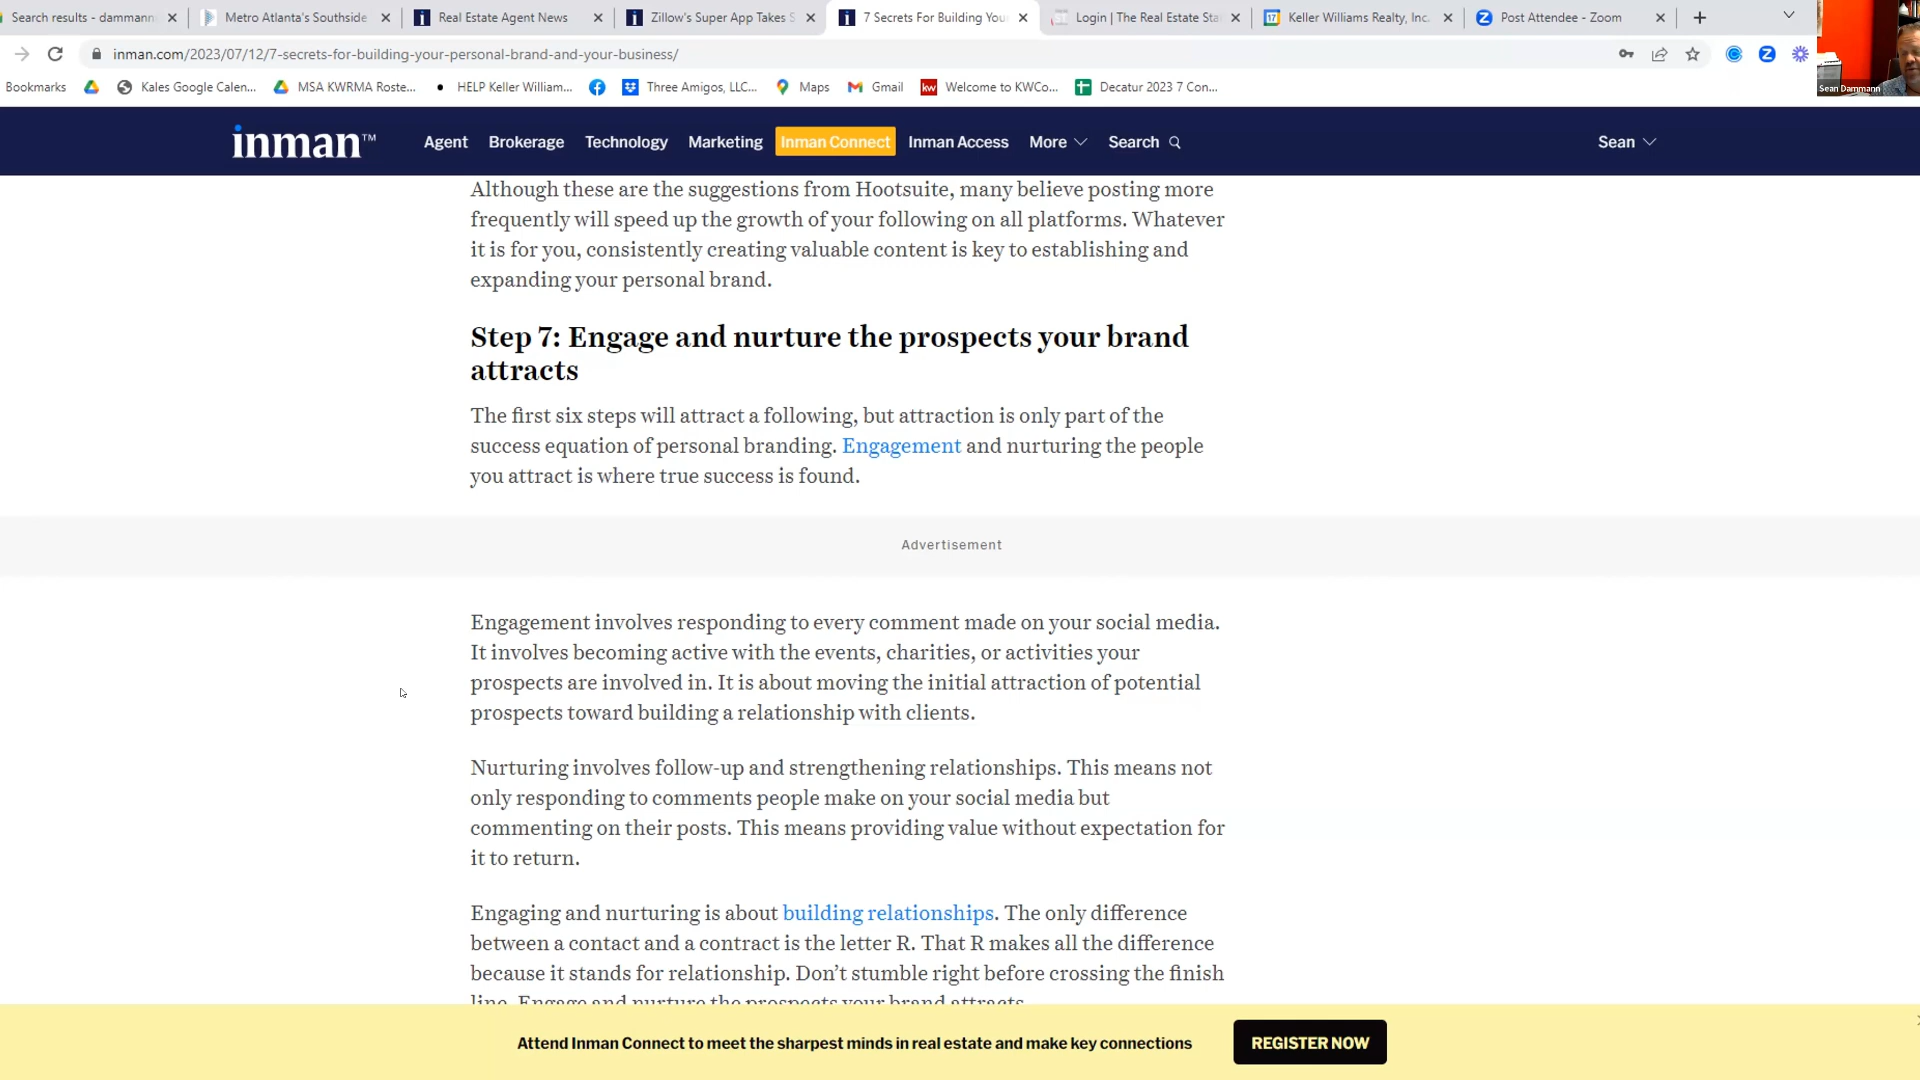 Search results - dammann
Metro Atlanta's Southside
Real Estate Agent News
Zillow's Super App Takes S
7 Secrets For Building You
Login | The Real Estate Sta
Keller Williams Realty, Inc.
Post Attendee - Zoom
inman.com/2023/07/12/7-secrets-for-building-your-personal-brand-and-your-business/
Sean Dammann
Bookmarks
Kales Google Calen...
MSA KWRMA Roste...
HELP Keller William...
Three Amigos, LLC...
Maps
Gmail
Welcome to KWCo...
Decatur 2023 7 Con...
inman™
Agent
Brokerage
Technology
Marketing
Inman Connect
Inman Access
More
Search
Sean
Although these are the suggestions from Hootsuite, many believe posting more
frequently will speed up the growth of your following on all platforms. Whatever
it is for you, consistently creating valuable content is key to establishing and
expanding your personal brand.
Step 7: Engage and nurture the prospects your brand
attracts
The first six steps will attract a following, but attraction is only part of the
success equation of personal branding. Engagement and nurturing the people
you attract is where true success is found.
Advertisement
Engagement involves responding to every comment made on your social media.
It involves becoming active with the events, charities, or activities your
prospects are involved in. It is about moving the initial attraction of potential
prospects toward building a relationship with clients.
Nurturing involves follow-up and strengthening relationships. This means not
only responding to comments people make on your social media but
commenting on their posts. This means providing value without expectation for
it to return.
Engaging and nurturing is about building relationships. The only difference
between a contact and a contract is the letter R. That R makes all the difference
because it stands for relationship. Don't stumble right before crossing the finish
line. Engage and nurture the prospects your brand attracts.
Attend Inman Connect to meet the sharpest minds in real estate and make key connections
REGISTER NOW